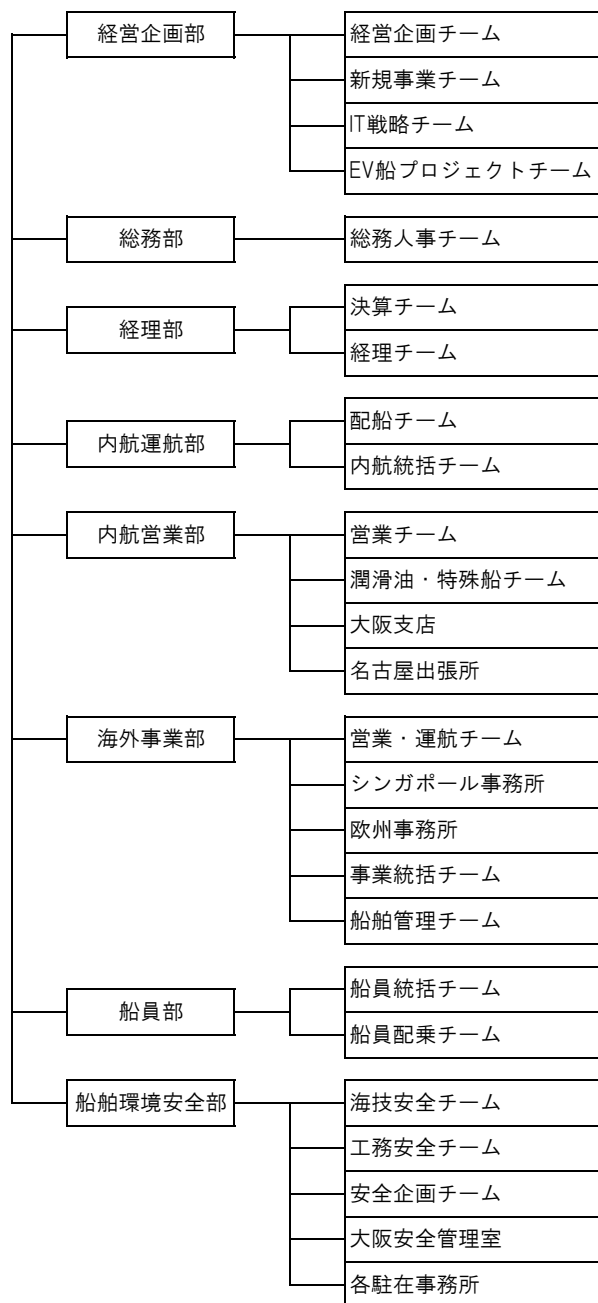 経営企画部
経営企画チーム
新規事業チーム
IT戦略チーム
EV船プロジェクトチーム
総務部
総務人事チーム
経理部
決算チーム
経理チーム
内航運航部
配船チーム
内航統括チーム
内航営業部
営業チーム
潤滑油・特殊船チーム
大阪支店
名古屋出張所
海外事業部
営業・運航チーム
シンガポール事務所
欧州事務所
事業統括チーム
船舶管理チーム
船員部
船員統括チーム
船員配乗チーム
船舶環境安全部
海技安全チーム
工務安全チーム
安全企画チーム
大阪安全管理室
各駐在事務所